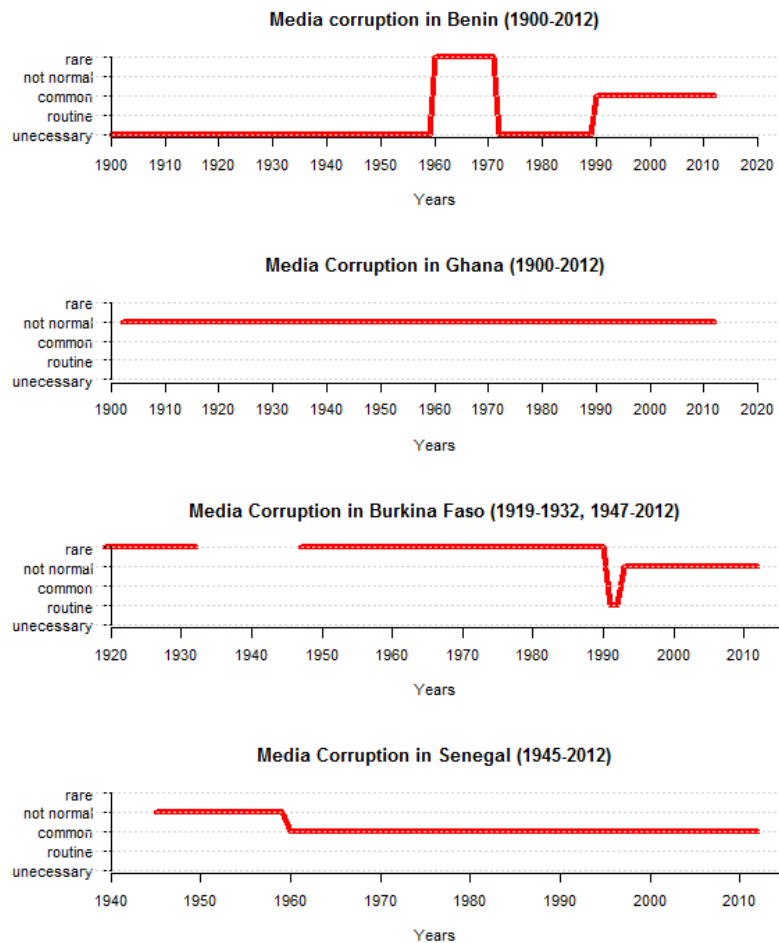 Media corruption in Benin (1900-2012)
rare
not normal
common
routine
unecessary
1900 1910 1920 1930 1940 1950 1960 1970 1980 1990 2000 2010 2020
Years
Media Corruption in Ghana (1900-2012)
rare
not normal
common
routine
unecessary
1900 1910 1920 1930 1940 1950 1960 1970 1980 1990 2000 2010 2020
Years
Media Corruption in Burkina Faso (1919-1932, 1947-2012)
rare
not normal
common
routine
unecessary
1920 1930 1940 1950 1960 1970 1980 1990 2000 2010
Years
Media Corruption in Senegal (1945-2012)
rare
not normal
common
routine
unecessary
1940 1950 1960 1970 1980 1990 2000 2010
Years